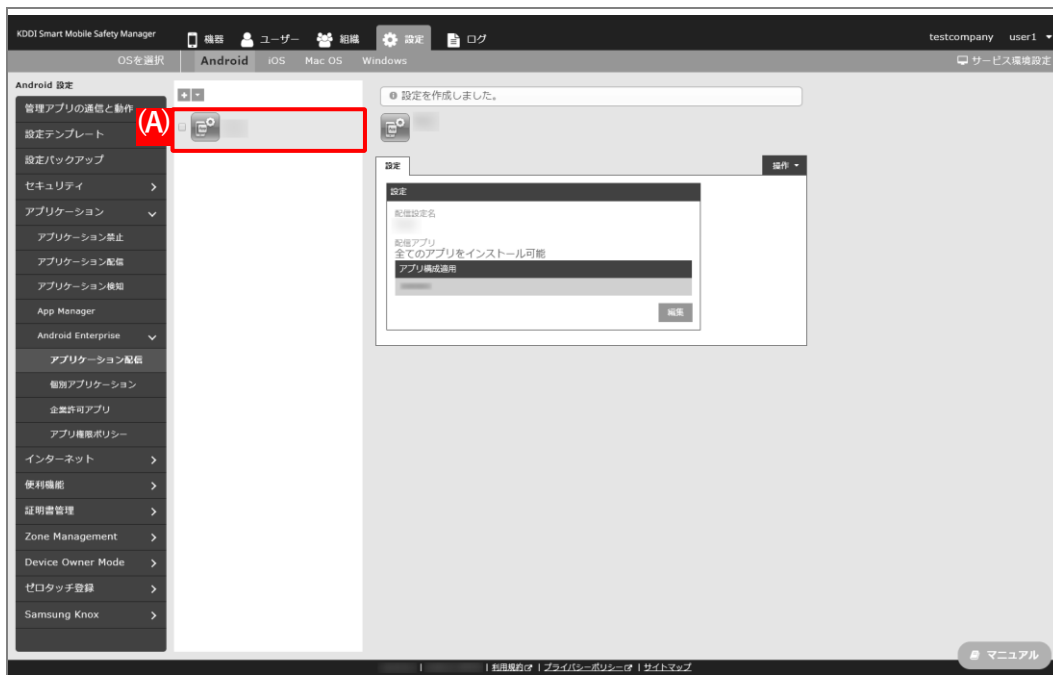 KDDI Smart Mobile Safety Manager
機器 ユーザー 組織 設定 ログ
testcompany user1
OSを選択 Android iOS Mac OS Windows
サービス環境設定
Android 設定
管理アプリの通信と動作
設定テンプレート
設定バックアップ
セキュリティ
アプリケーション
アプリケーション禁止
アプリケーション配信
アプリケーション検知
App Manager
Android Enterprise
アプリケーション配信
個別アプリケーション
企業許可アプリ
アプリ権限ポリシー
インターネット
便利機能
証明書管理
Zone Management
Device Owner Mode
ゼロタッチ登録
Samsung Knox
(A)
設定を作成しました。
設定
操作
設定
配信設定名
配信アプリ
全てのアプリをインストール可能
アプリ構成適用
編集
マニュアル
| | 利用規約 | プライバシーポリシー | サイトマップ